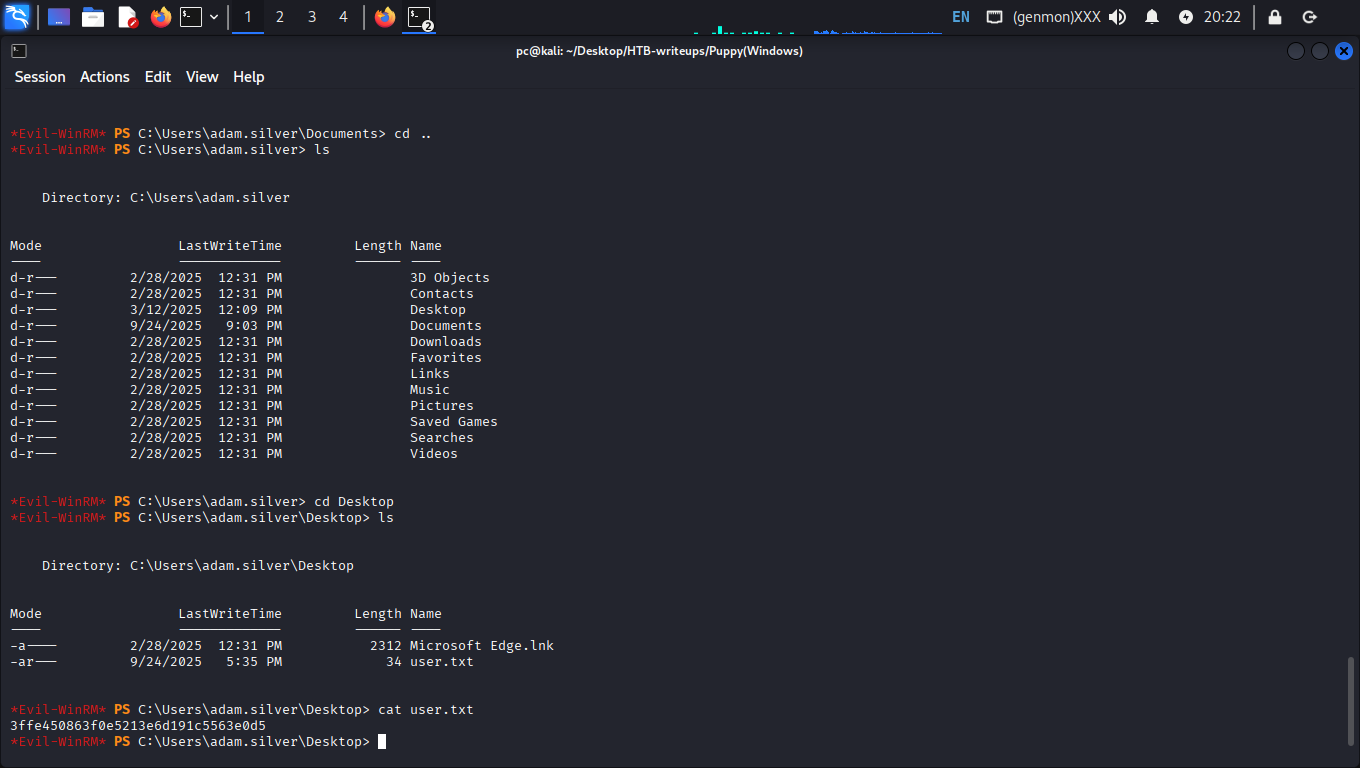 1 2 3 4 2 EN (genmon)XXX 20:22
pc@kali: ~/Desktop/HTB-writeups/Puppy(Windows)
Session Actions Edit View Help
*Evil-WinRM* PS C:\Users\adam.silver\Documents> cd ..
*Evil-WinRM* PS C:\Users\adam.silver> ls
Directory: C:\Users\adam.silver
Mode LastWriteTime Length Name
---- ------------- ------ ----
d-r--- 2/28/2025 12:31 PM 3D Objects
d-r--- 2/28/2025 12:31 PM Contacts
d-r--- 3/12/2025 12:09 PM Desktop
d-r--- 9/24/2025 9:03 PM Documents
d-r--- 2/28/2025 12:31 PM Downloads
d-r--- 2/28/2025 12:31 PM Favorites
d-r--- 2/28/2025 12:31 PM Links
d-r--- 2/28/2025 12:31 PM Music
d-r--- 2/28/2025 12:31 PM Pictures
d-r--- 2/28/2025 12:31 PM Saved Games
d-r--- 2/28/2025 12:31 PM Searches
d-r--- 2/28/2025 12:31 PM Videos
*Evil-WinRM* PS C:\Users\adam.silver> cd Desktop
*Evil-WinRM* PS C:\Users\adam.silver\Desktop> ls
Directory: C:\Users\adam.silver\Desktop
Mode LastWriteTime Length Name
---- ------------- ------ ----
-a---- 2/28/2025 12:31 PM 2312 Microsoft Edge.lnk
-ar--- 9/24/2025 5:35 PM 34 user.txt
*Evil-WinRM* PS C:\Users\adam.silver\Desktop> cat user.txt
3ffe450863f0e5213e6d191c5563e0d5
*Evil-WinRM* PS C:\Users\adam.silver\Desktop>